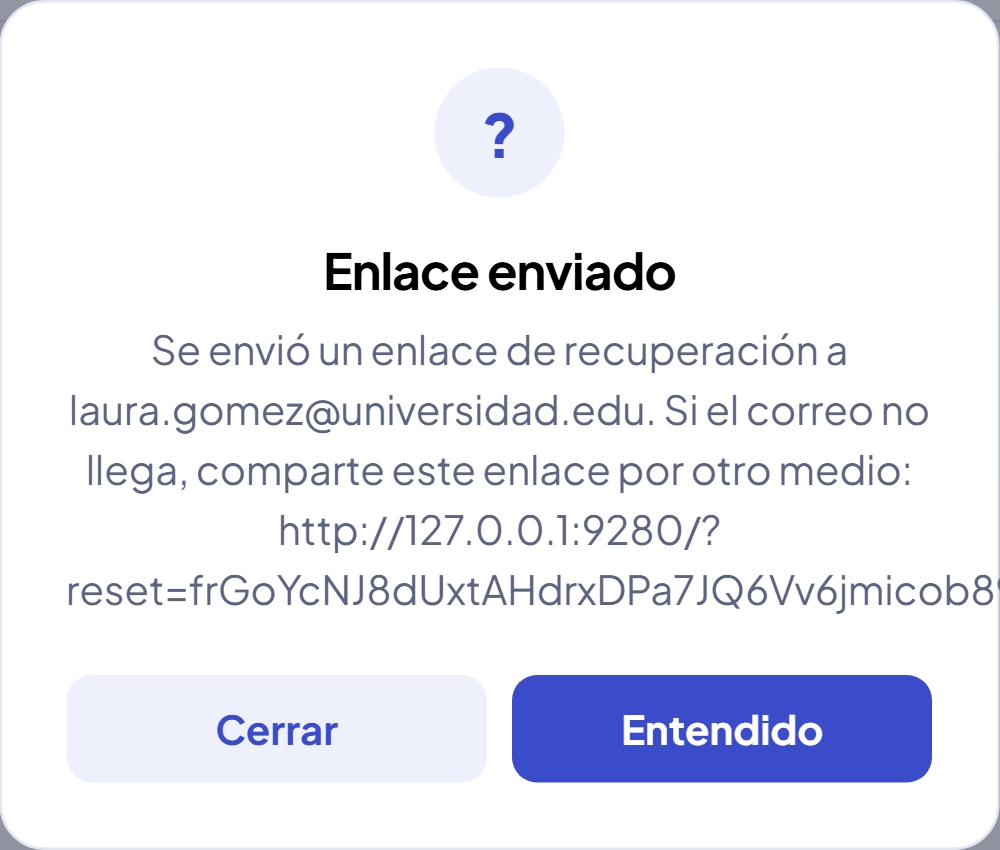 ?
Enlace enviado
Se envió un enlace de recuperación a
laura.gomez@universidad.edu. Si el correo no
llega, comparte este enlace por otro medio:
http://127.0.0.1:9280/?
reset=frGoYcNJ8dUxtAHdrxDPa7JQ6Vv6jmicob8
Cerrar
Entendido